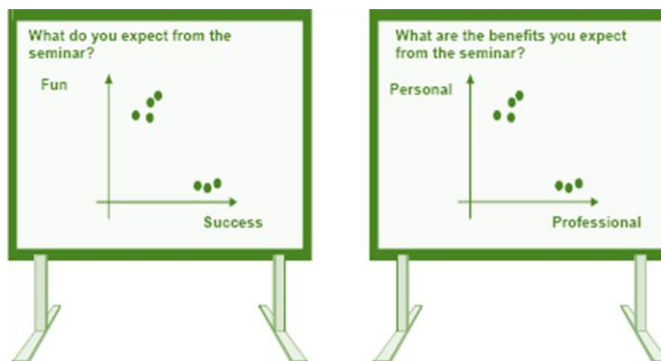 What do you expect from the
seminar?
Fun
Success
What are the benefits you expect
from the seminar?
Personal
Professional